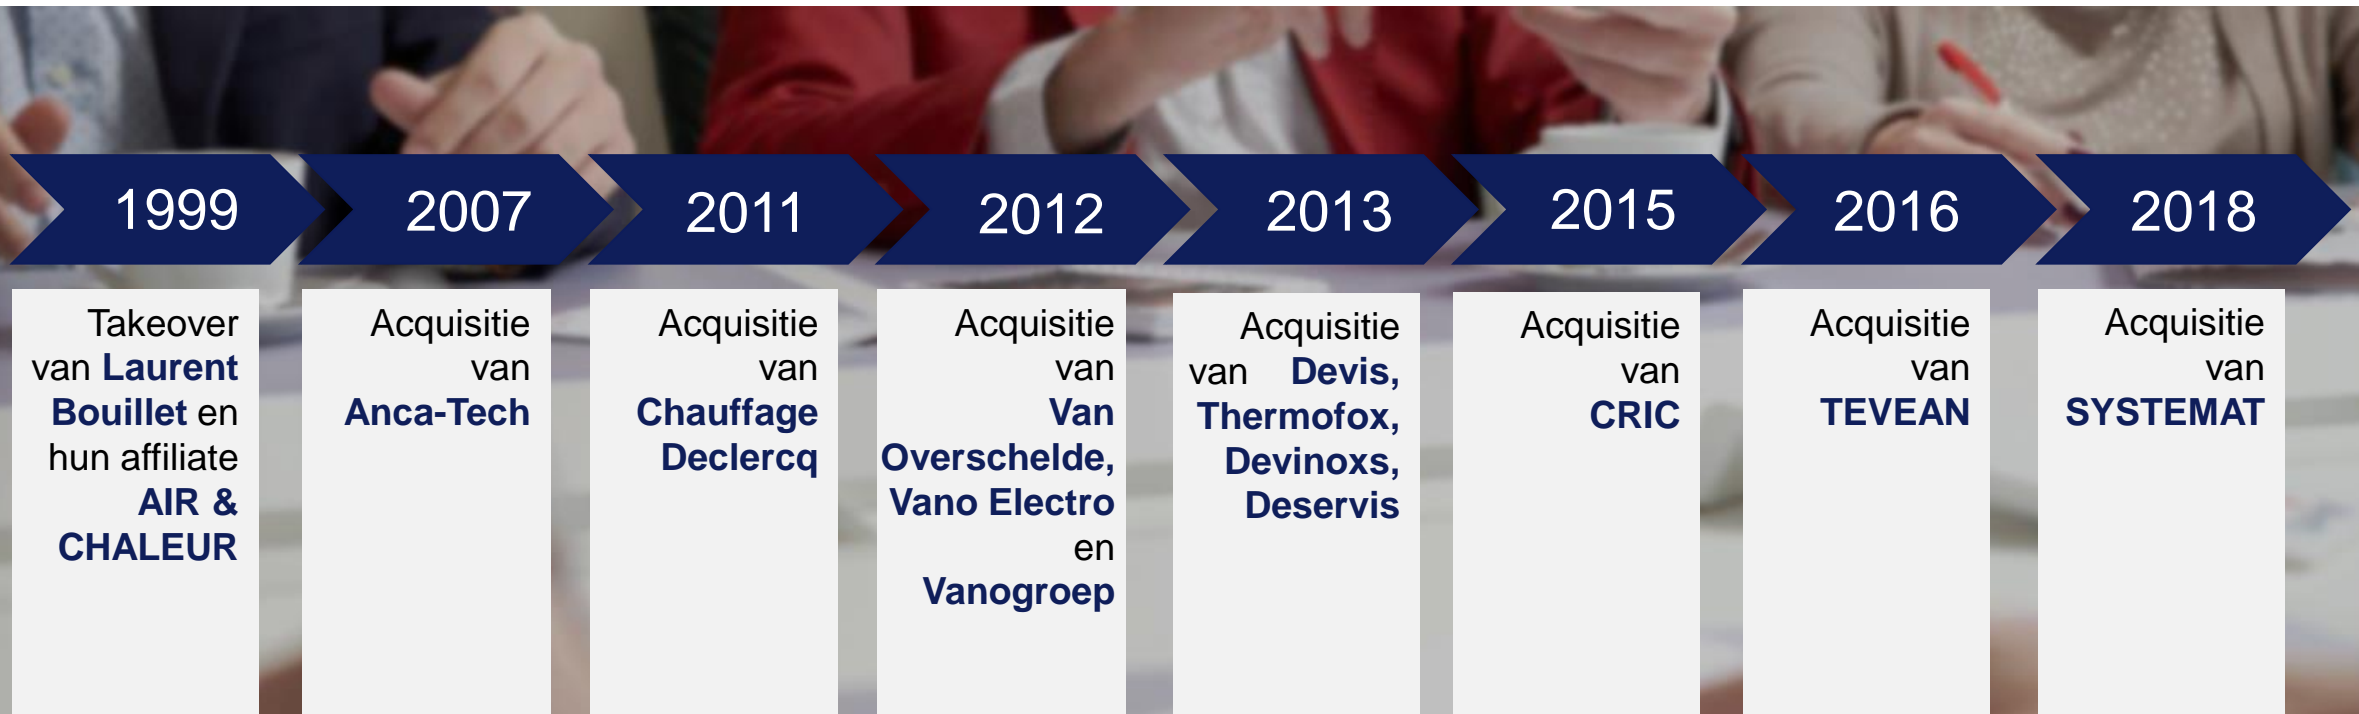 1999
Takeover
van Laurent
Bouillet en
hun affiliate
AIR &
CHALEUR
2007
Acquisitie
van
Anca-Tech
2011
Acquisitie
van
Chauffage
Declercq
2012
Acquisitie
van
Van
Overschelde,
Vano Electro
en
Vanogroep
2013
Acquisitie
van Devis,
Thermofox,
Devinoxs,
Deservis
2015
Acquisitie
van
CRIC
2016
Acquisitie
van
TEVEAN
2018
Acquisitie
van
SYSTEMAT